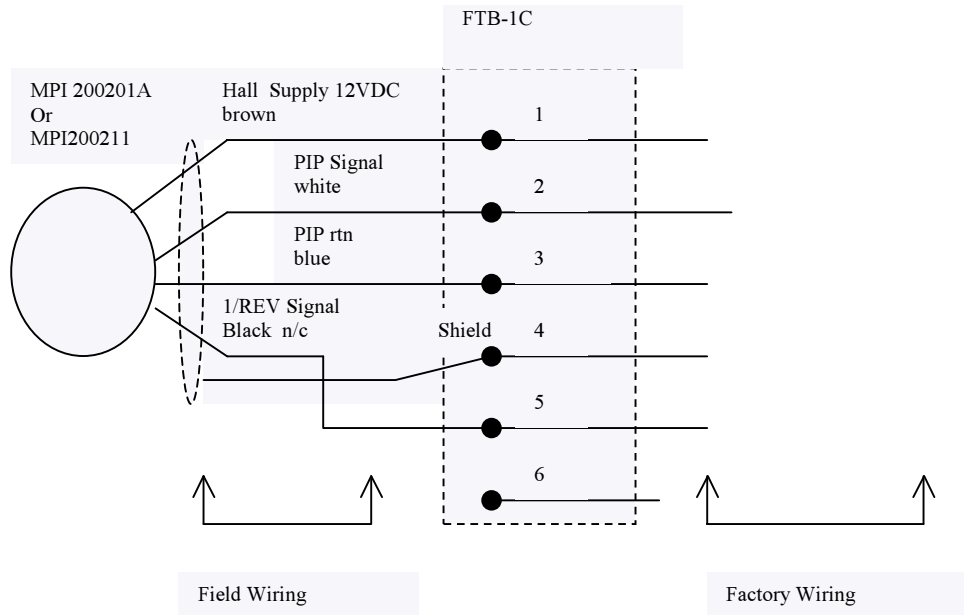 FTB-1C
MPI 200201A
Or
MPI200211
Hall  Supply 12VDC
brown
1
PIP Signal
white
2
PIP rtn
blue
3
1/REV Signal
Black  n/c
Shield
4
5
6
Field Wiring
Factory Wiring